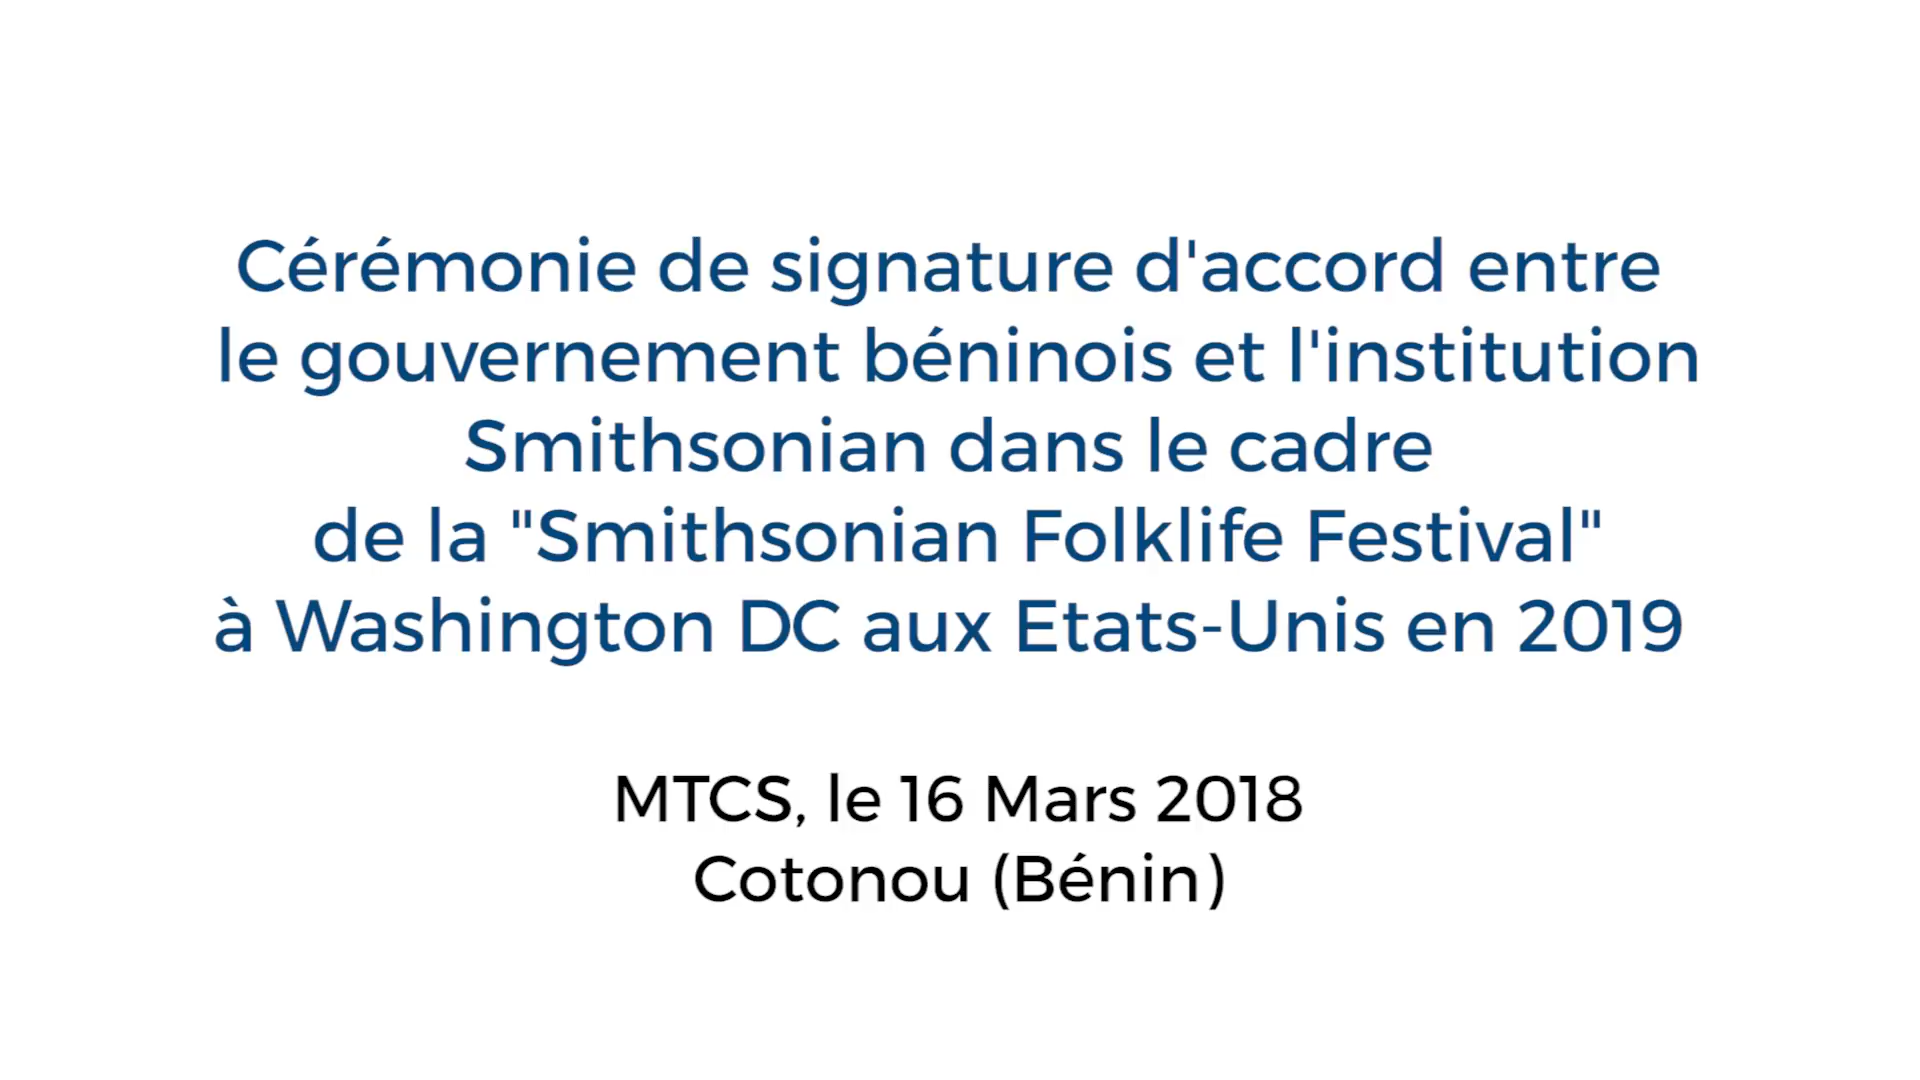 Cérémonie de signature d'accord entre
le gouvernement béninois et l'institution
Smithsonian dans le cadre
de la "Smithsonian Folklife Festival"
à Washington DC aux Etats-Unis en 2019
MTCS, le 16 Mars 2018
Cotonou (Bénin)